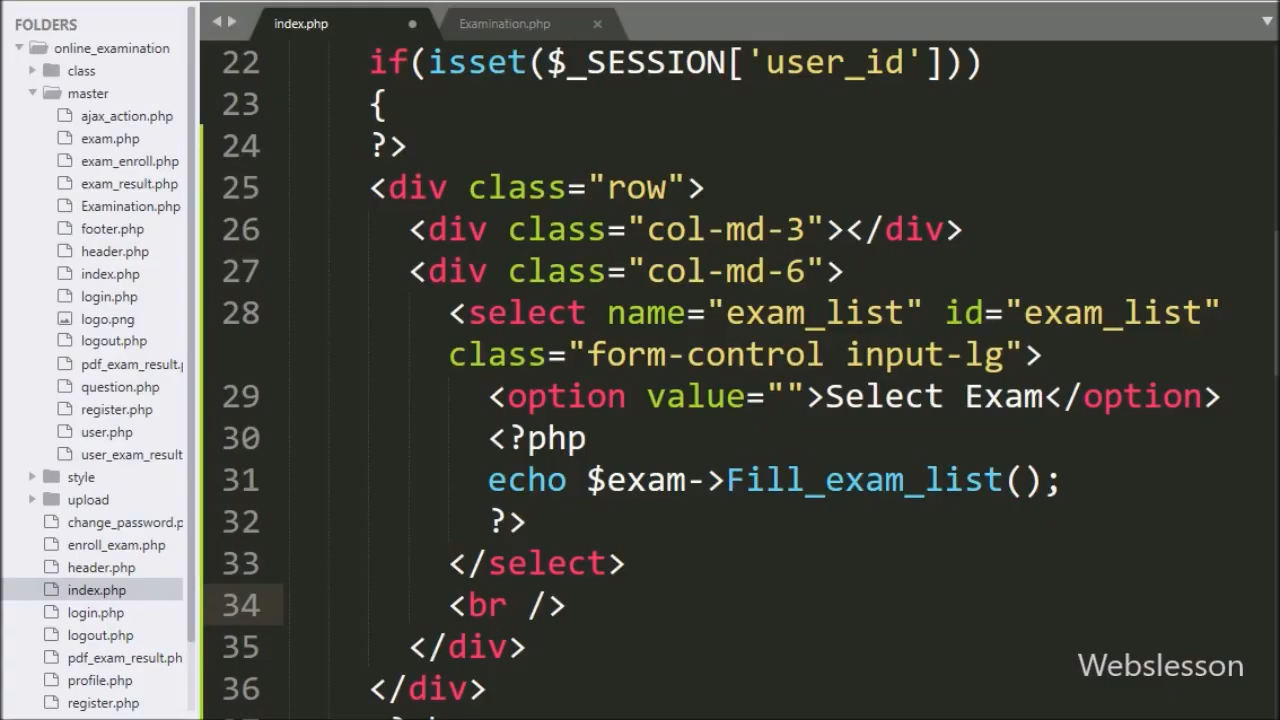 FOLDERS
online_examination
class
master
ajax_action.php
exam.php
exam_enroll.php
exam_result.php
Examination.php
footer.php
header.php
index.php
login.php
logo.png
logout.php
pdf_exam_result.p
question.php
register.php
user.php
user_exam_result
style
upload
change_password.p
enroll_exam.php
header.php
index.php
login.php
logout.php
pdf_exam_result.ph
profile.php
register.php
index.php
Examination.php
22 if(isset($_SESSION['user_id']))
23 {
24 ?>
25 <div class="row">
26 <div class="col-md-3"></div>
27 <div class="col-md-6">
28 <select name="exam_list" id="exam_list"
class="form-control input-lg">
29 <option value="">Select Exam</option>
30 <?php
31 echo $exam->Fill_exam_list();
32 ?>
33 </select>
34 <br />
35 </div>
36 </div>
Webslesson